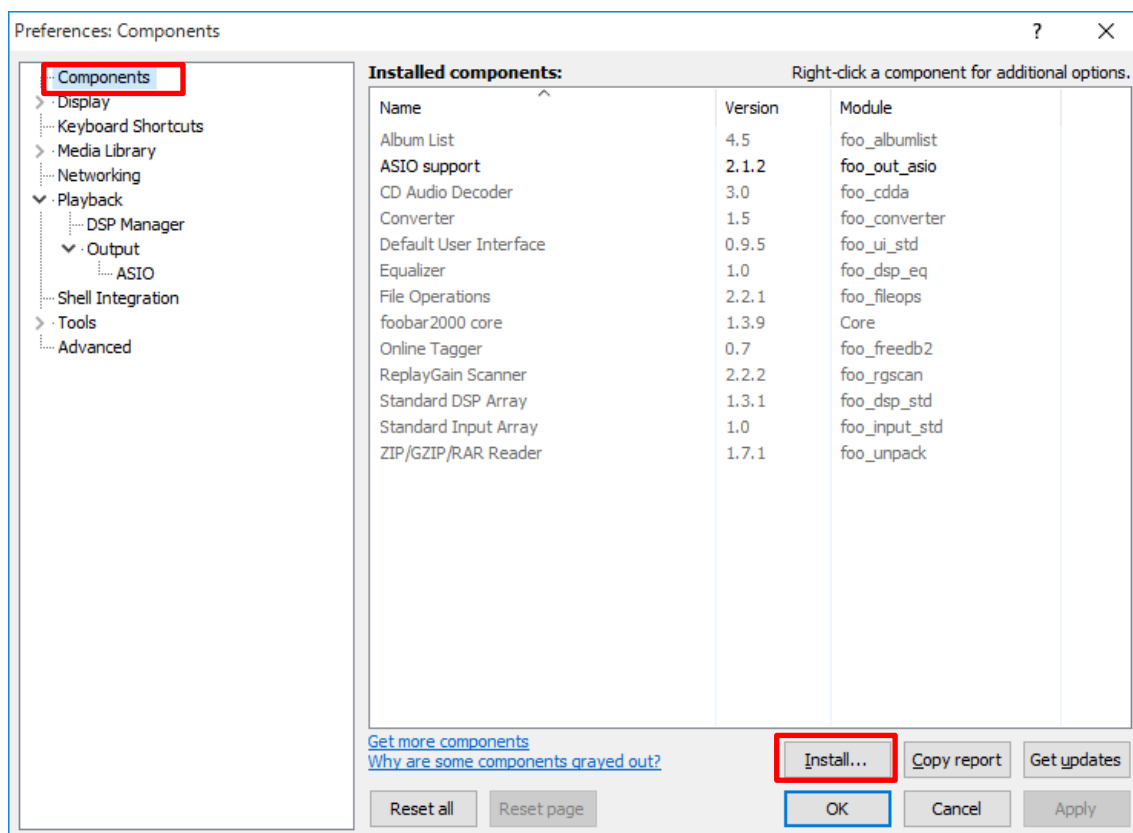 Preferences: Components
?
Components
Display
Keyboard Shortcuts
Media Library
Networking
Playback
DSP Manager
Output
ASIO
Shell Integration
Tools
Advanced
Installed components: Right-click a component for additional options.
Name Version Module
Album List 4.5 foo_albumlist
ASIO support 2.1.2 foo_out_asio
CD Audio Decoder 3.0 foo_cdda
Converter 1.5 foo_converter
Default User Interface 0.9.5 foo_ui_std
Equalizer 1.0 foo_dsp_eq
File Operations 2.2.1 foo_fileops
foobar2000 core 1.3.9 Core
Online Tagger 0.7 foo_freedb2
ReplayGain Scanner 2.2.2 foo_rgscan
Standard DSP Array 1.3.1 foo_dsp_std
Standard Input Array 1.0 foo_input_std
ZIP/GZIP/RAR Reader 1.7.1 foo_unpack
Get more components
Why are some components grayed out?
Install... Copy report Get updates
Reset all Reset page OK Cancel Apply